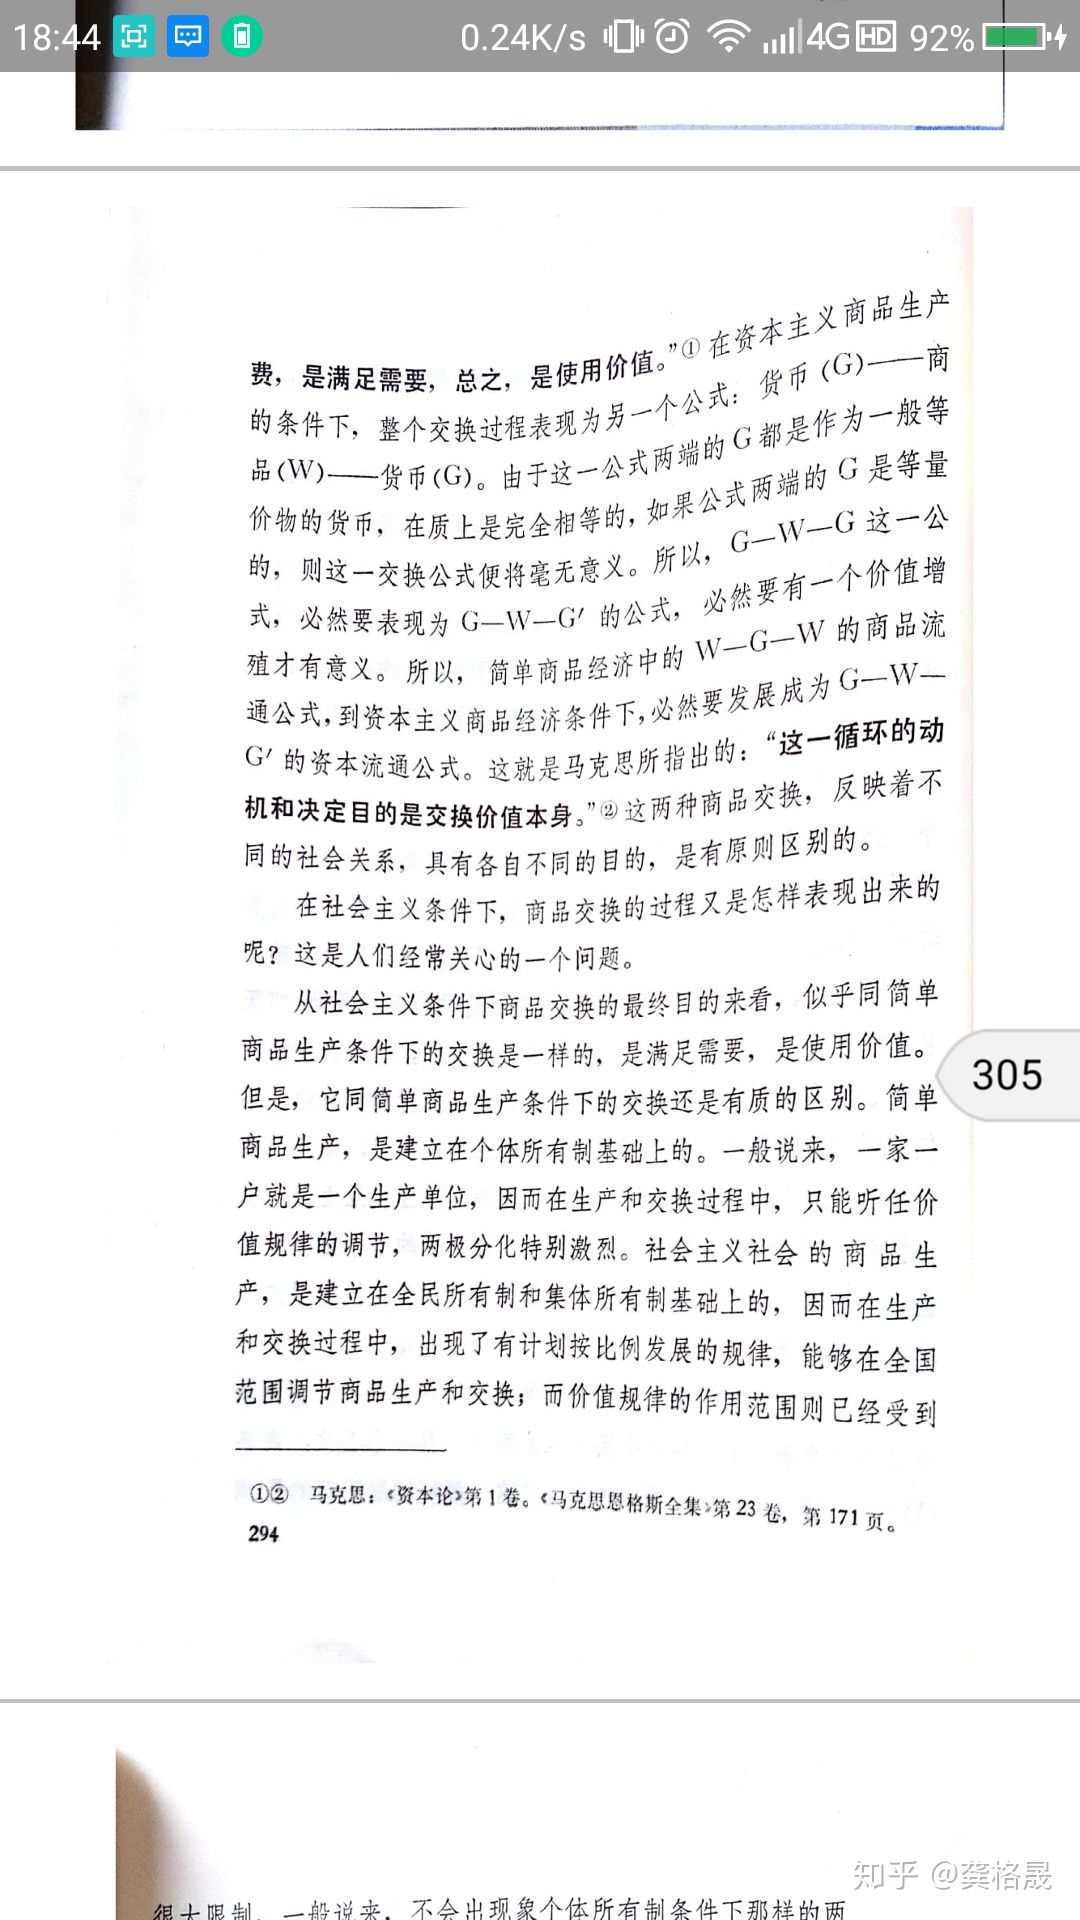 18:44 0.24K/s 4G HD 92%
费，是满足需要，总之，是使用价值。”①在资本主义商品生产
的条件下，整个交换过程表现为另一个公式：货币(G)——商
品(W)——货币(G)。由于这一公式两端的G都是作为一般等
价物的货币，在质上是完全相等的，如果公式两端的G是等量
的，则这一交换公式便将毫无意义。所以，G—W—G这一公
式，必然要表现为G—W—G′的公式，必然要有一个价值增
殖才有意义。所以，简单商品经济中的W—G—W的商品流
通公式，到资本主义商品经济条件下，必然要发展成为G—W—
G′的资本流通公式。这就是马克思所指出的：“这一循环的动
机和决定目的是交换价值本身。”②这两种商品交换，反映着不
同的社会关系，具有各自不同的目的，是有原则区别的。
在社会主义条件下，商品交换的过程又是怎样表现出来的
呢？这是人们经常关心的一个问题。
从社会主义条件下商品交换的最终目的来看，似乎同简单
商品生产条件下的交换是一样的，是满足需要，是使用价值。
但是，它同简单商品生产条件下的交换还是有质的区别。简单
商品生产，是建立在个体所有制基础上的。一般说来，一家一
户就是一个生产单位，因而在生产和交换过程中，只能听任价
值规律的调节，两极分化特别激烈。社会主义社会的商品生
产，是建立在全民所有制和集体所有制基础上的，因而在生产
和交换过程中，出现了有计划按比例发展的规律，能够在全国
范围调节商品生产和交换；而价值规律的作用范围则已经受到
①② 马克思：《资本论》第1卷。《马克思恩格斯全集》第23卷，第171页。
294
305
知乎 @龚格晟
很大限制。一般说来，不会出现象个体所有制条件下那样的两